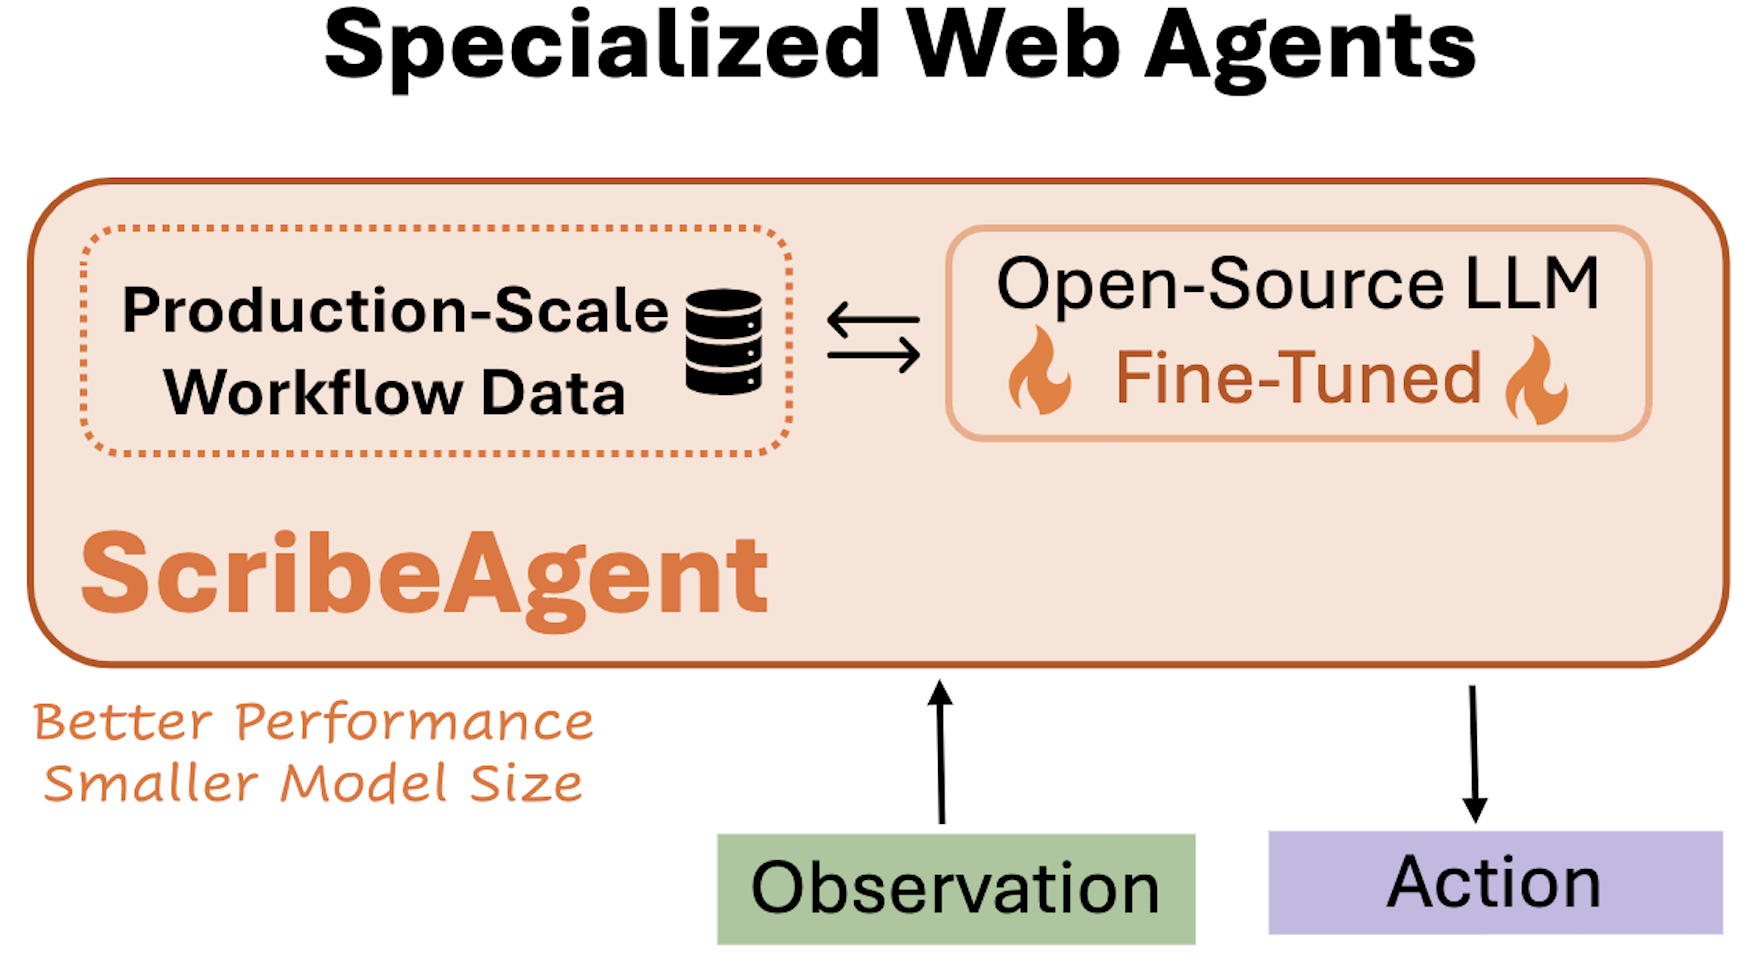 Specialized Web Agents
Production-Scale
Workflow Data
Open-Source LLM
Fine-Tuned
ScribeAgent
Better Performance
Smaller Model Size
Observation
Action